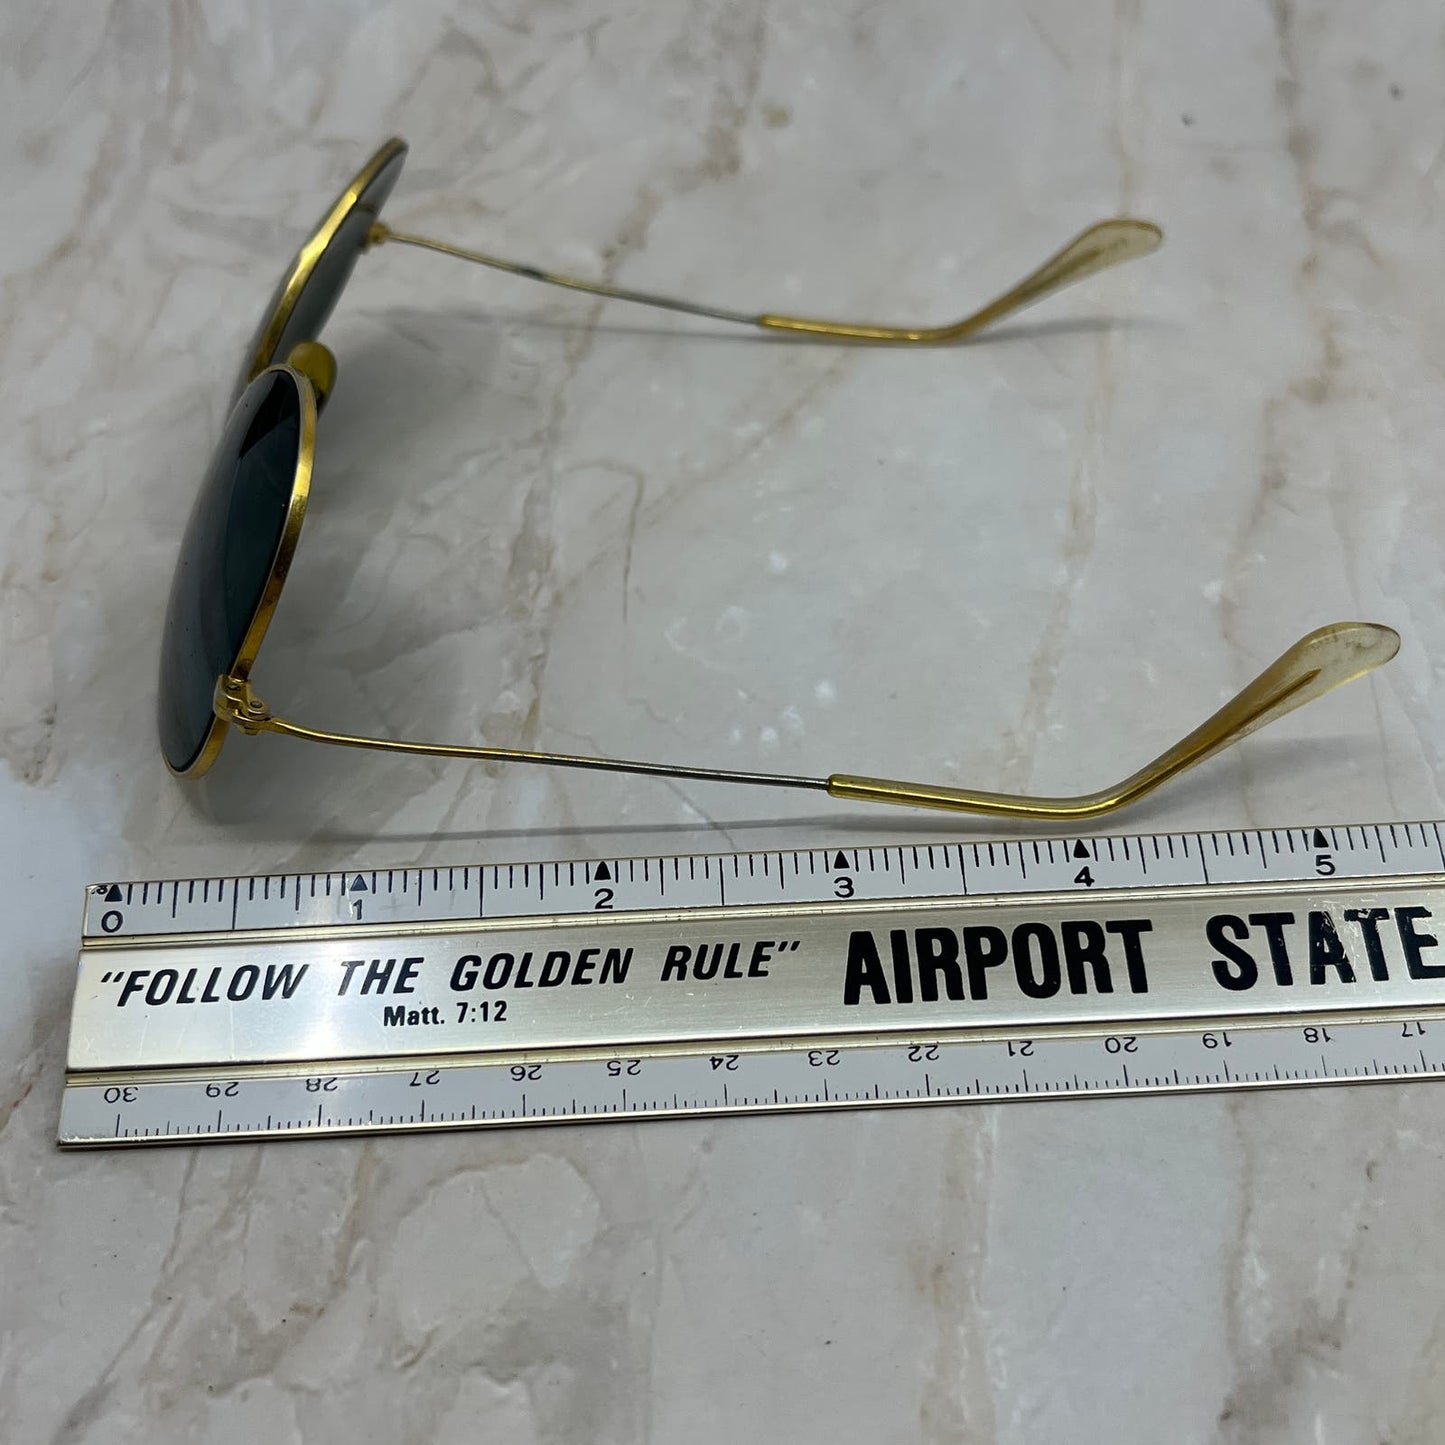 0 1 2 3 4 5
"FOLLOW THE GOLDEN RULE" AIRPORT STATE
Matt. 7:12
30 29 28 27 26 25 24 23 22 21 20 19 18 17